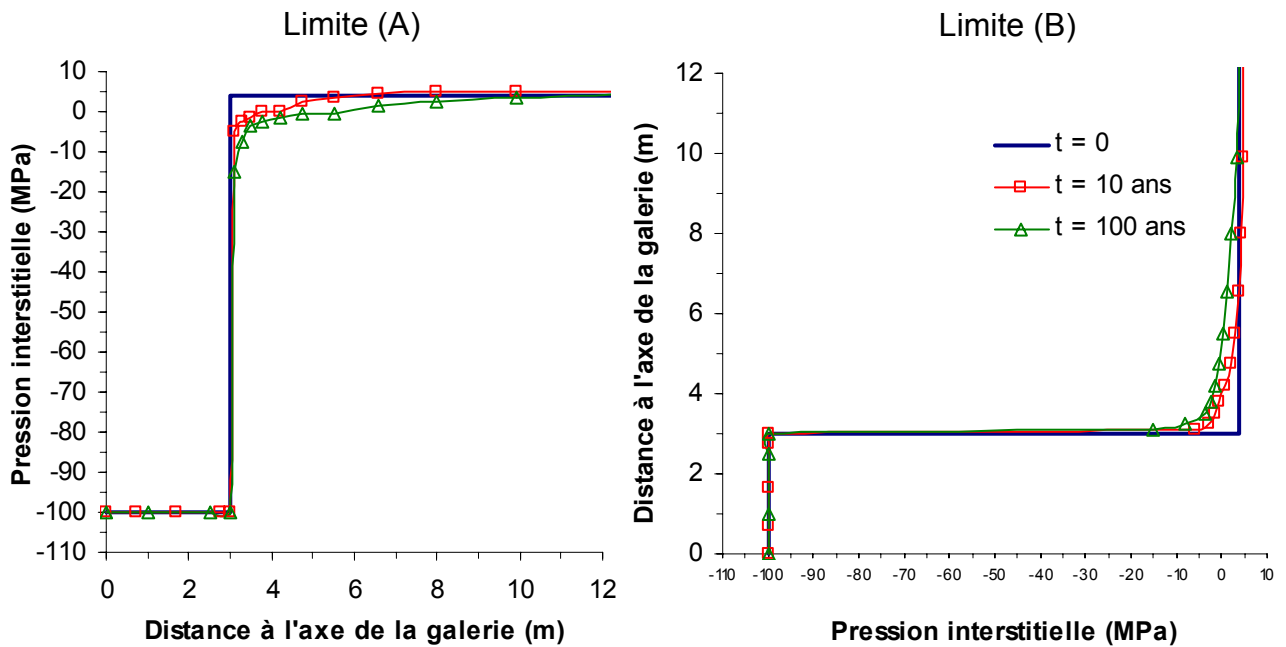 Limite (A)
10
0
-10
-20
-30
-40
-50
-60
-70
-80
-90
-100
-110
Pression interstitielle (MPa)
0 2 4 6 8 10 12
Distance à l'axe de la galerie (m)
Limite (B)
12
10
8
6
4
2
0
Distance à l'axe de la galerie (m)
t = 0
t = 10 ans
t = 100 ans
-110 -100 -90 -80 -70 -60 -50 -40 -30 -20 -10 0 10
Pression interstitielle (MPa)